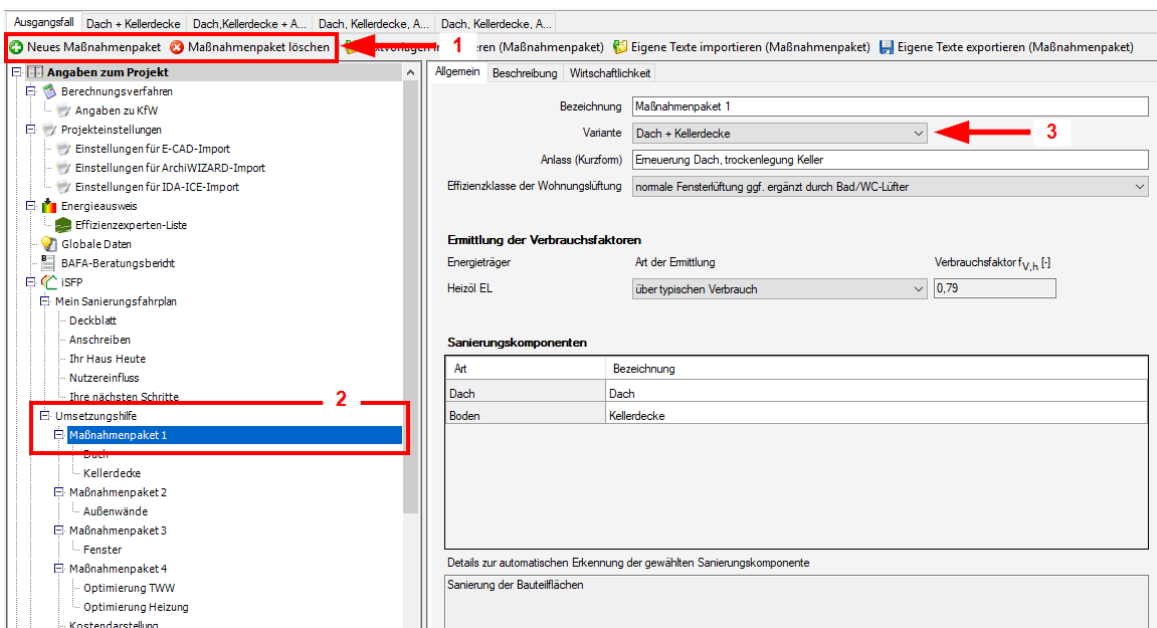 Ausgangsfall Dach + Kellerdecke Dach,Kellerdecke + A... Dach, Kellerdecke, A... Dach, Kellerdecke, A...
Neues Maßnahmenpaket Maßnahmenpaket löschen 1 eren (Maßnahmenpaket) Eigene Texte importieren (Maßnahmenpaket) Eigene Texte exportieren (Maßnahmenpaket)
Angaben zum Projekt
Berechnungsverfahren
Angaben zu KfW
Projekteinstellungen
Einstellungen für E-CAD-Import
Einstellungen für ArchiWIZARD-Import
Einstellungen für IDA-ICE-Import
Energieausweis
Effizienzexperten-Liste
Globale Daten
BAFA-Beratungsbericht
iSFP
Mein Sanierungsfahrplan
Deckblatt
Anschreiben
Ihr Haus Heute
Nutzereinfluss
Ihre nächsten Schritte
2
Umsetzungshilfe
Maßnahmenpaket 1
Dach
Kellerdecke
Maßnahmenpaket 2
Außenwände
Maßnahmenpaket 3
Fenster
Maßnahmenpaket 4
Optimierung TWW
Optimierung Heizung
Kostendarstellung
Allgemein Beschreibung Wirtschaftlichkeit
Bezeichnung Maßnahmenpaket 1
Variante Dach + Kellerdecke 3
Anlass (Kurzform) Erneuerung Dach, trockenlegung Keller
Effizienzklasse der Wohnungslüftung normale Fensterlüftung ggf. ergänzt durch Bad/WC-Lüfter
Ermittlung der Verbrauchsfaktoren
Energieträger Art der Ermittlung Verbrauchsfaktor fV,h [-]
Heizöl EL über typischen Verbrauch 0,79
Sanierungskomponenten
Art Bezeichnung
Dach Dach
Boden Kellerdecke
Details zur automatischen Erkennung der gewählten Sanierungskomponente
Sanierung der Bauteilflächen